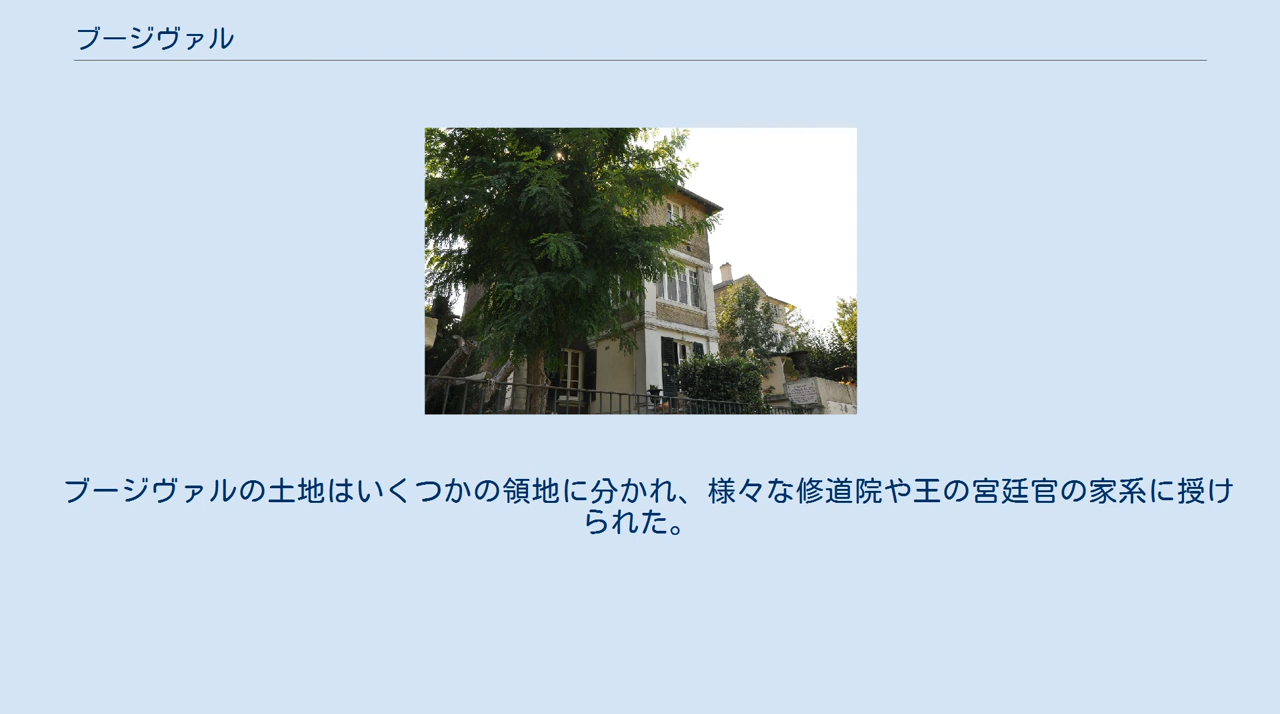 ブージヴァル
ブージヴァルの土地はいくつかの領地に分かれ、様々な修道院や王の宮廷官の家系に授け
られた。